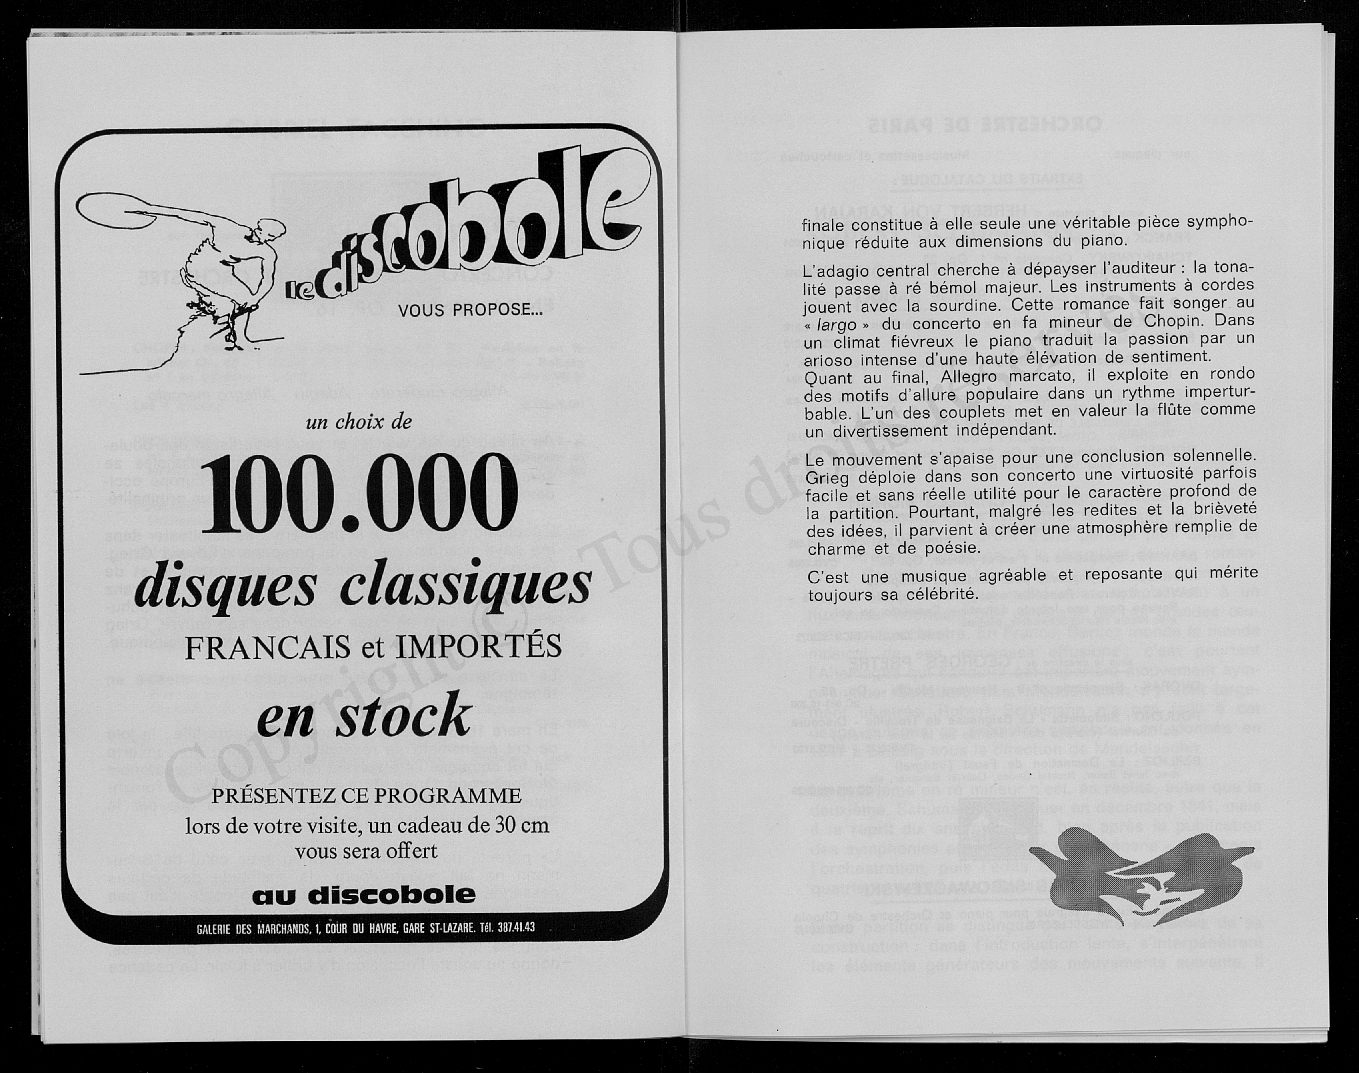 le discobole
VOUS PROPOSE...
un choix de
100.000
disques classiques
FRANCAIS et IMPORTÉS
en stock
PRÉSENTEZ CE PROGRAMME
lors de votre visite, un cadeau de 30 cm
vous sera offert
au discobole
GALERIE DES MARCHANDS, 1, COUR DU HAVRE, GARE ST-LAZARE. Tél. 387.41.43
finale constitue à elle seule une véritable pièce sympho-
nique réduite aux dimensions du piano.
L'adagio central cherche à dépayser l'auditeur : la tona-
lité passe à ré bémol majeur. Les instruments à cordes
jouent avec la sourdine. Cette romance fait songer au
« largo » du concerto en fa mineur de Chopin. Dans
un climat fiévreux le piano traduit la passion par un
arioso intense d'une haute élévation de sentiment.
Quant au final, Allegro marcato, il exploite en rondo
des motifs d'allure populaire dans un rythme impertur-
bable. L'un des couplets met en valeur la flûte comme
un divertissement indépendant.
Le mouvement s'apaise pour une conclusion solennelle.
Grieg déploie dans son concerto une virtuosité parfois
facile et sans réelle utilité pour le caractère profond de
la partition. Pourtant, malgré les redites et la brièveté
des idées, il parvient à créer une atmosphère remplie de
charme et de poésie.
C'est une musique agréable et reposante qui mérite
toujours sa célébrité.
Copyright © Tous droits